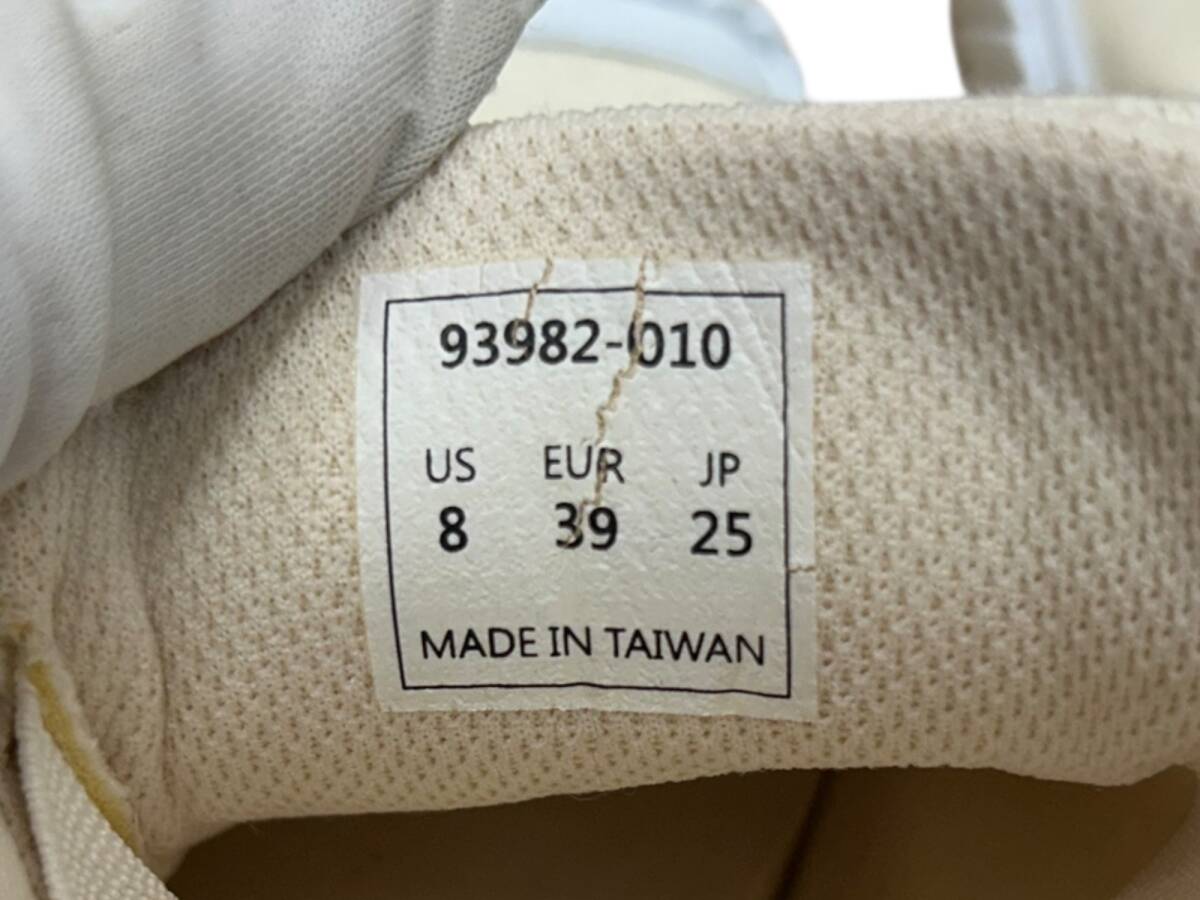 93982-010
US EUR JP
8 39 25
MADE IN TAIWAN